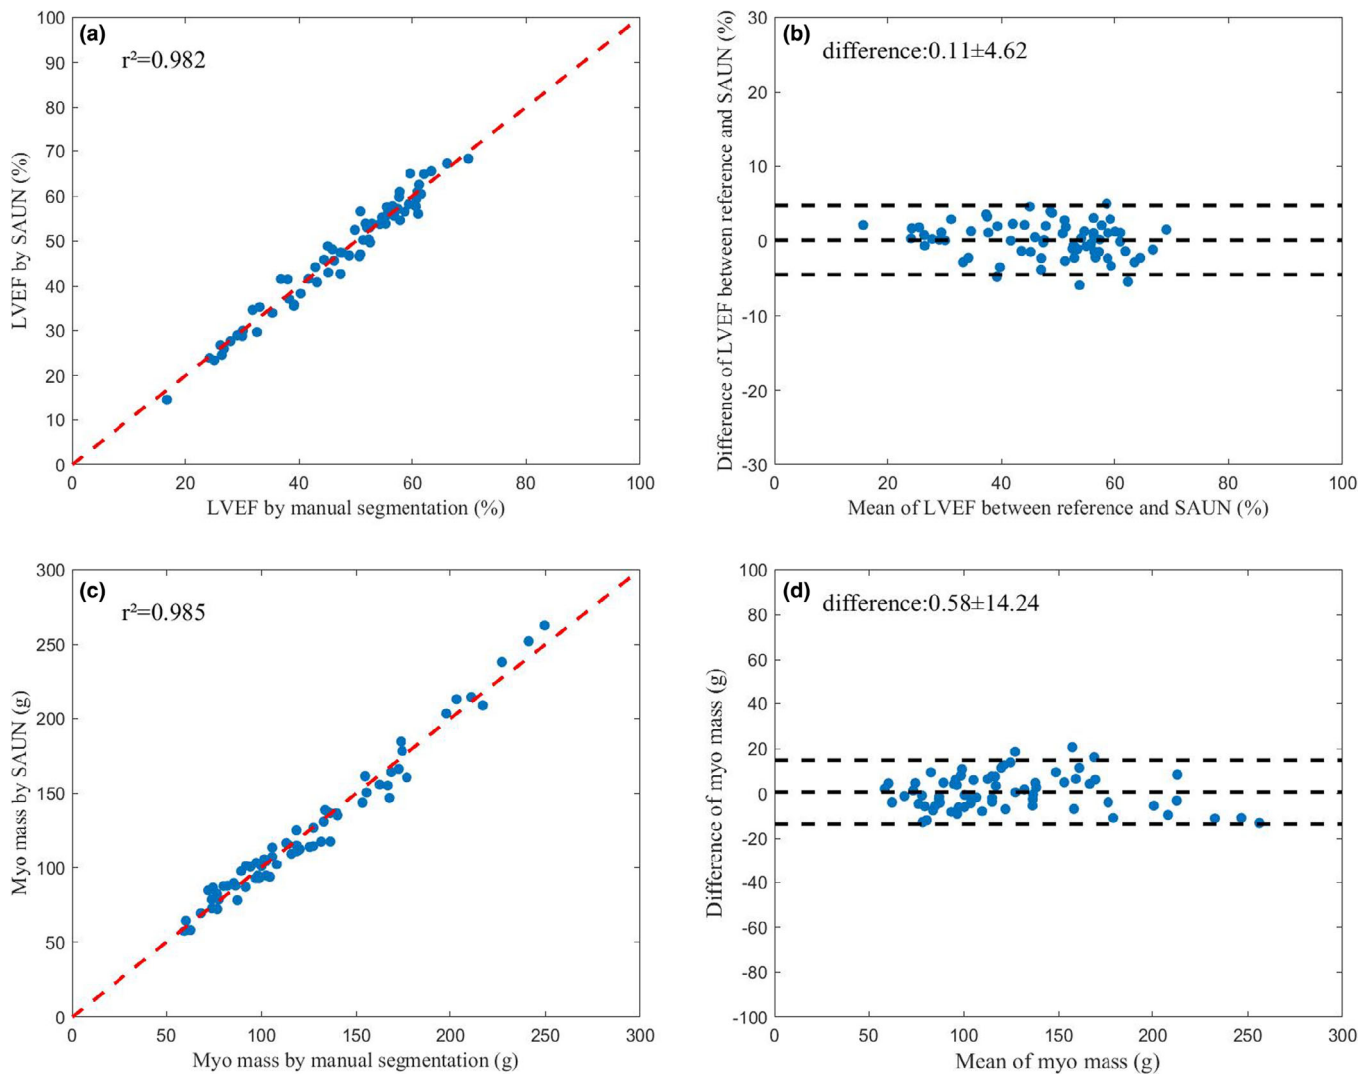 (a)
r²=0.982
LVEF by SAUN (%)
100
90
80
70
60
50
40
30
20
10
0
0 20 40 60 80 100
LVEF by manual segmentation (%)
(b)
difference:0.11±4.62
Difference of LVEF between reference and SAUN (%)
30
20
10
0
-10
-20
-30
0 20 40 60 80 100
Mean of LVEF between reference and SAUN (%)
(c)
r²=0.985
Myo mass by SAUN (g)
300
250
200
150
100
50
0
0 50 100 150 200 250 300
Myo mass by manual segmentation (g)
(d)
difference:0.58±14.24
Difference of myo mass (g)
100
80
60
40
20
0
-20
-40
-60
-80
-100
0 50 100 150 200 250 300
Mean of myo mass (g)